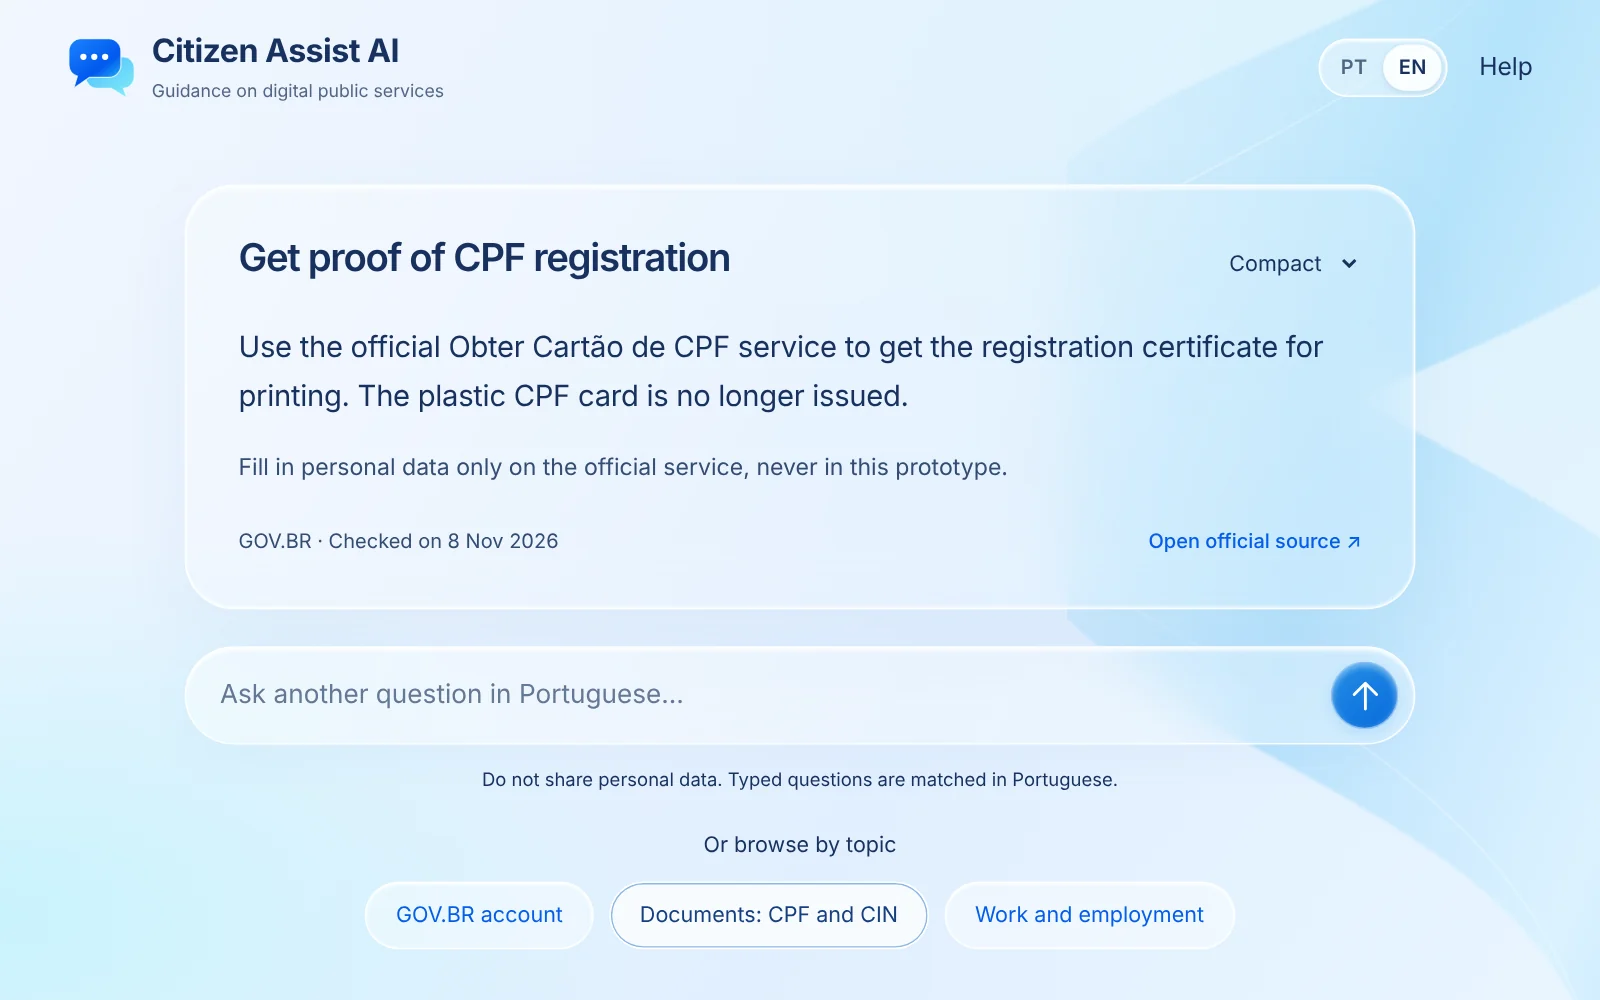 Citizen Assist AI
Guidance on digital public services
PT
EN
Help
Get proof of CPF registration
Compact
Use the official Obter Cartão de CPF service to get the registration certificate for
printing. The plastic CPF card is no longer issued.
Fill in personal data only on the official service, never in this prototype.
GOV.BR · Checked on 8 Nov 2026
Open official source ↗
Ask another question in Portuguese...
Do not share personal data. Typed questions are matched in Portuguese.
Or browse by topic
GOV.BR account
Documents: CPF and CIN
Work and employment